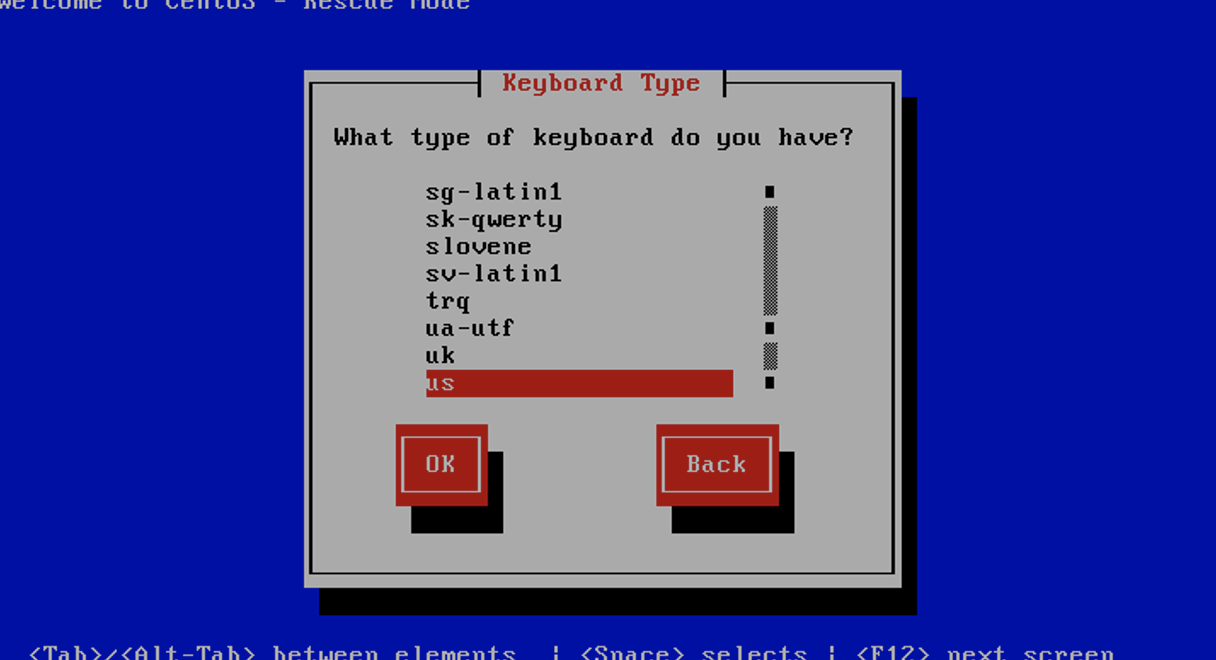 Welcome to CentOS - Rescue Mode
Keyboard Type
What type of keyboard do you have?
sg-latin1
sk-qwerty
slovene
sv-latin1
trq
ua-utf
uk
us
OK
Back
<Tab>/<Alt-Tab> between elements | <Space> selects | <F12> next screen